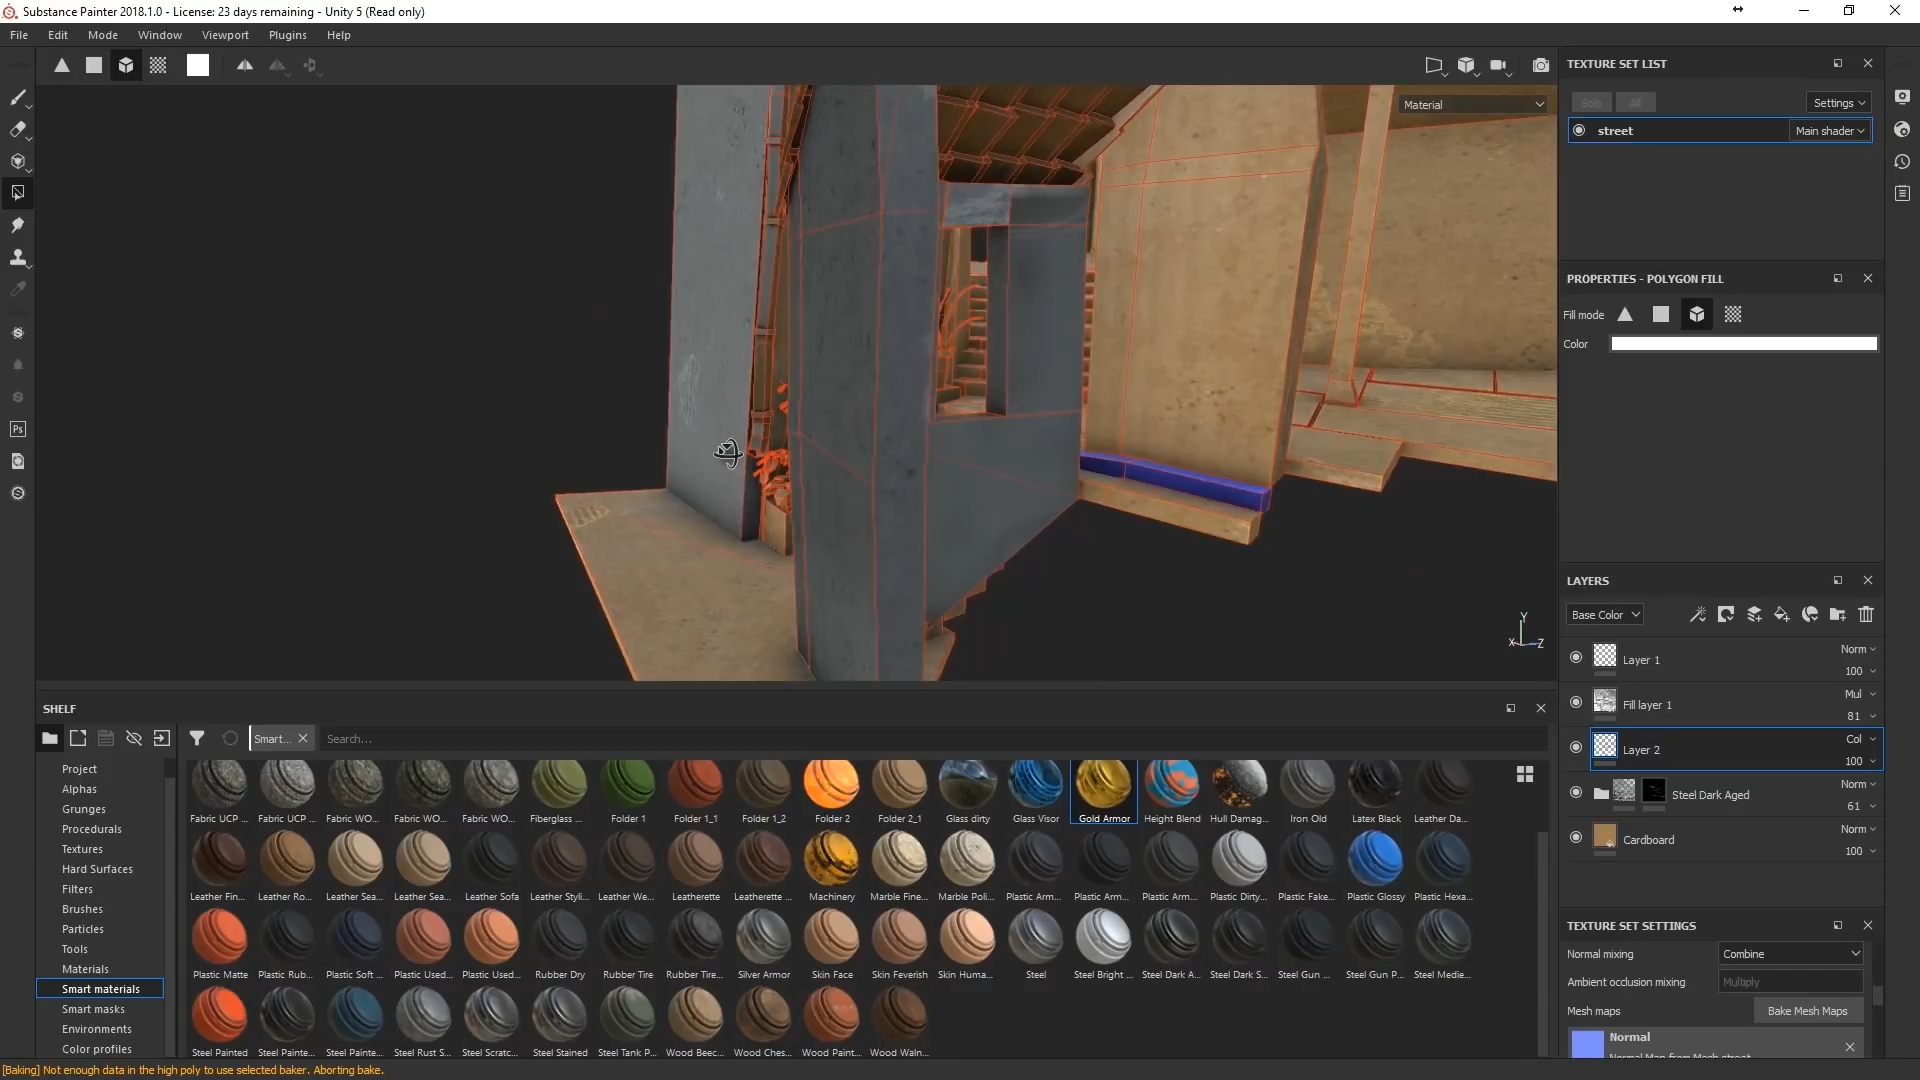 Substance Painter 2018.1.0 - License: 23 days remaining - Unity 5 (Read only)
File Edit Mode Window Viewport Plugins Help
Material
TEXTURE SET LIST
Solo All Settings
street Main shader
PROPERTIES - POLYGON FILL
Fill mode
Color
Y
X Z
LAYERS
Base Color
Layer 1 Norm 100
Fill layer 1 Mul 81
Layer 2 Col 100
Steel Dark Aged Norm 61
Cardboard Norm 100
TEXTURE SET SETTINGS
Normal mixing Combine
Ambient occlusion mixing Multiply
Mesh maps Bake Mesh Maps
Normal
Normal Map from Mesh street
Ps
SHELF
Smart... Search...
Project
Alphas
Grunges
Procedurals
Textures
Hard Surfaces
Filters
Brushes
Particles
Tools
Materials
Smart materials
Smart masks
Environments
Color profiles
Fabric UCP ... Fabric UCP ... Fabric WO... Fabric WO... Fabric WO... Fiberglass ... Folder 1 Folder 1_1 Folder 1_2 Folder 2 Folder 2_1 Glass dirty Glass Visor Gold Armor Height Blend Hull Damag... Iron Old Latex Black Leather Da...
Leather Fin... Leather Ro... Leather Sea... Leather Sea... Leather Sofa Leather Styli... Leather We... Leatherette Leatherette ... Machinery Marble Fine... Marble Poli... Plastic Arm... Plastic Arm... Plastic Arm... Plastic Dirty... Plastic Fake... Plastic Glossy Plastic Hexa...
Plastic Matte Plastic Rub... Plastic Soft ... Plastic Used... Plastic Used... Rubber Dry Rubber Tire Rubber Tire... Silver Armor Skin Face Skin Feverish Skin Huma... Steel Steel Bright ... Steel Dark A... Steel Dark S... Steel Gun ... Steel Gun P... Steel Medie...
Steel Painted Steel Painte... Steel Painte... Steel Rust S... Steel Scratc... Steel Stained Steel Tank P... Wood Beec... Wood Ches... Wood Paint... Wood Waln...
[Baking] Not enough data in the high poly to use selected baker. Aborting bake.